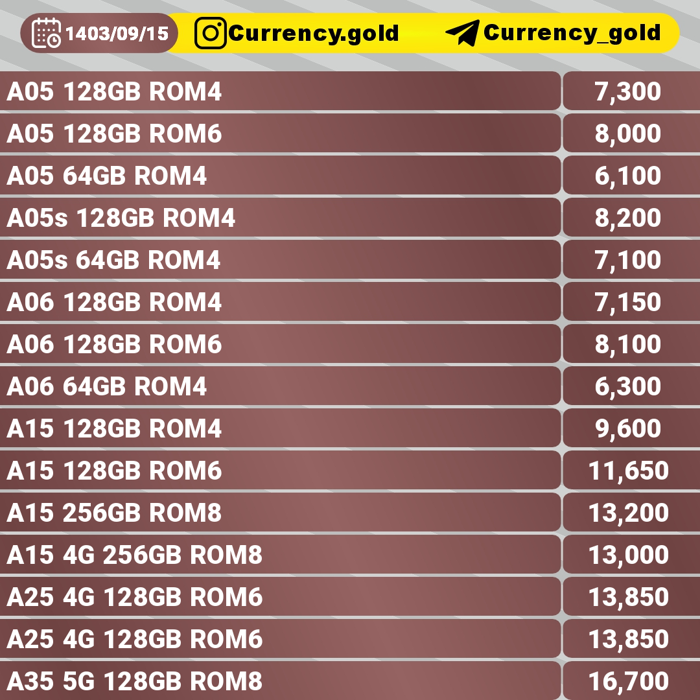 1403/09/15 Currency.gold Currency_gold
A05 128GB ROM4 7,300
A05 128GB ROM6 8,000
A05 64GB ROM4 6,100
A05s 128GB ROM4 8,200
A05s 64GB ROM4 7,100
A06 128GB ROM4 7,150
A06 128GB ROM6 8,100
A06 64GB ROM4 6,300
A15 128GB ROM4 9,600
A15 128GB ROM6 11,650
A15 256GB ROM8 13,200
A15 4G 256GB ROM8 13,000
A25 4G 128GB ROM6 13,850
A25 4G 128GB ROM6 13,850
A35 5G 128GB ROM8 16,700